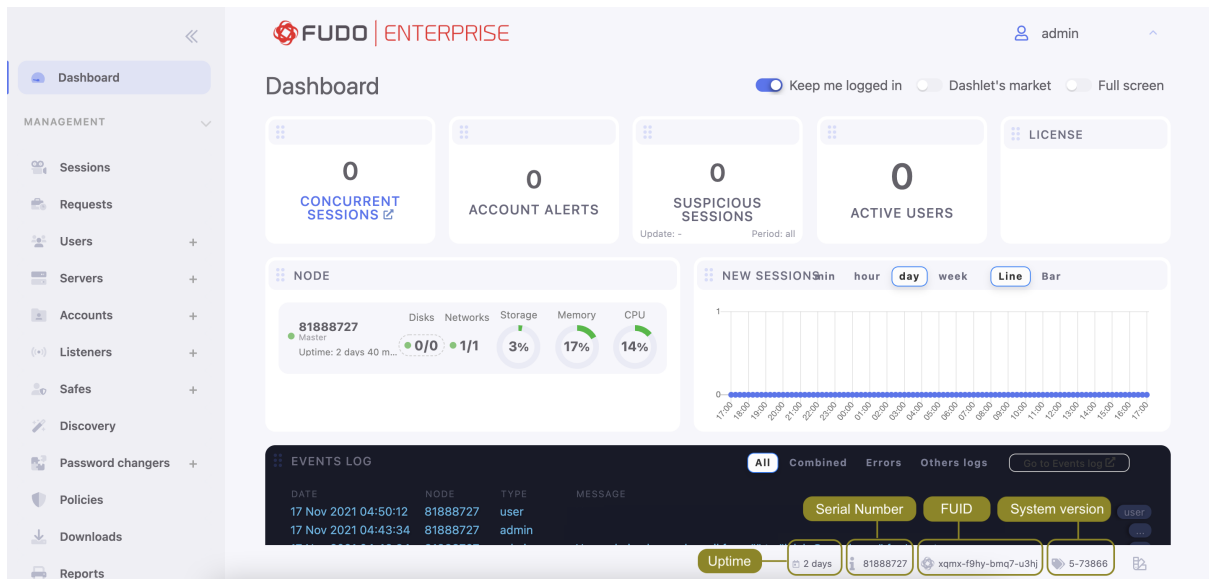 FUDO ENTERPRISE
admin
Dashboard
MANAGEMENT
Sessions
Requests
Users +
Servers +
Accounts +
Listeners +
Safes +
Discovery
Password changers +
Policies
Downloads
Reports
Dashboard
Keep me logged in
Dashlet's market
Full screen
0
CONCURRENT
SESSIONS
0
ACCOUNT ALERTS
0
SUSPICIOUS
SESSIONS
Update: - Period: all
0
ACTIVE USERS
LICENSE
NODE
81888727
Master
Uptime: 2 days 40 m...
Disks
0/0
Networks
1/1
Storage
3%
Memory
17%
CPU
14%
NEW SESSIONS min hour day week Line Bar
1
0
17:00 18:00 19:00 20:00 21:00 22:00 23:00 00:00 01:00 02:00 03:00 04:00 05:00 06:00 07:00 08:00 09:00 10:00 11:00 12:00 13:00 14:00 15:00 16:00 17:00
EVENTS LOG All Combined Errors Others logs Go to Events log
DATE NODE TYPE MESSAGE
17 Nov 2021 04:50:12 81888727 user user
17 Nov 2021 04:43:34 81888727 admin ...
Serial Number FUID System version
Uptime 2 days 81888727 xqmx-f9hy-bmq7-u3hj 5-73866